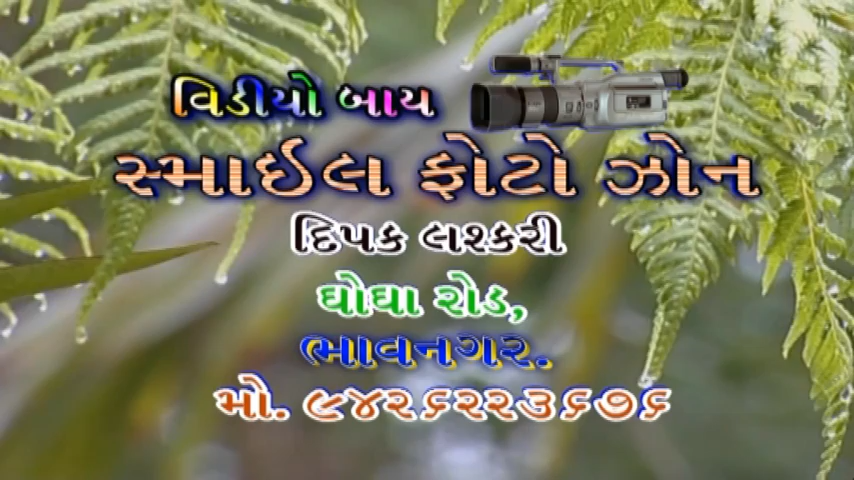 વિડીયો બાય
સ્માઈલ ફોટો ઝોન
દિપક લશ્કરી
ઘોઘા રોડ,
ભાવનગર.
મો. ૯૪૨૬૨૨૩૬૭૬